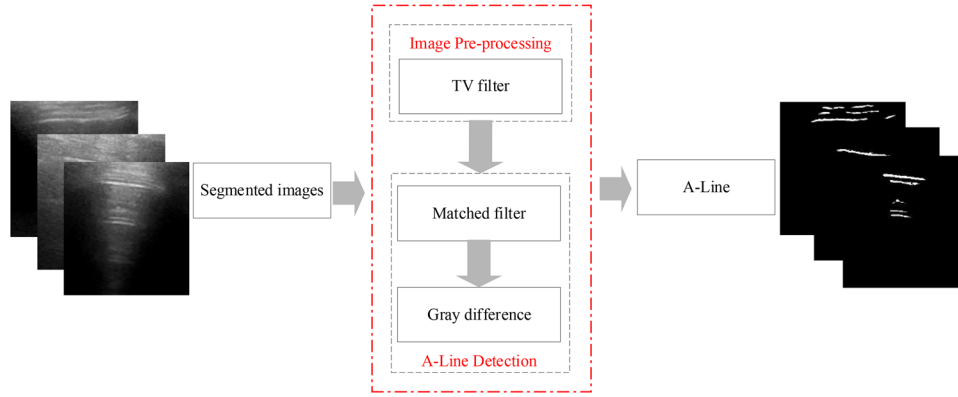 Image Pre-processing
TV filter
Segmented images
Matched filter
A-Line
Gray difference
A-Line Detection